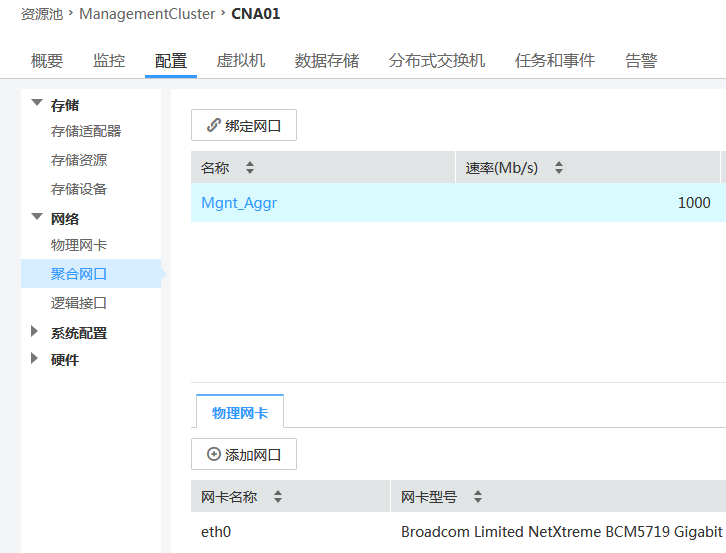 资源池 > ManagementCluster > CNA01
概要 监控 配置 虚拟机 数据存储 分布式交换机 任务和事件 告警
存储
存储适配器
存储资源
存储设备
网络
物理网卡
聚合网口
逻辑接口
系统配置
硬件
绑定网口
名称 速率(Mb/s)
Mgnt_Aggr 1000
物理网卡
添加网口
网卡名称 网卡型号
eth0 Broadcom Limited NetXtreme BCM5719 Gigabit